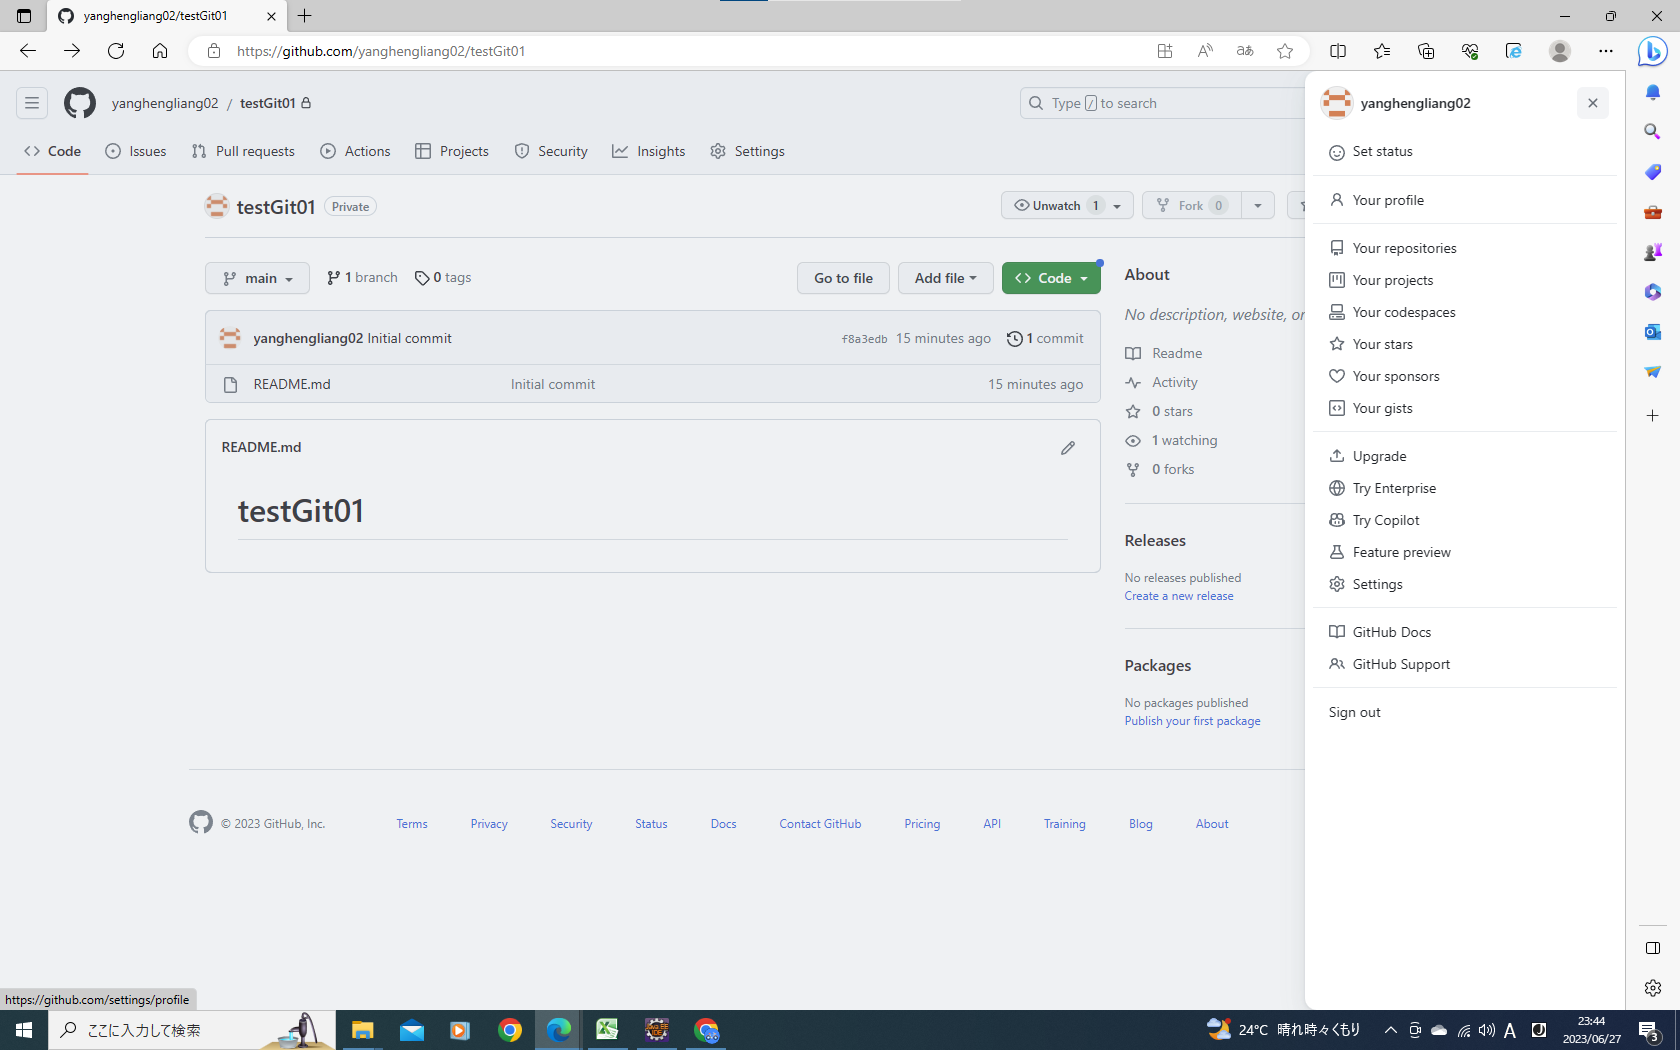 yanghengliang02/testGit01
https://github.com/yanghengliang02/testGit01
yanghengliang02 / testGit01
Type / to search
yanghengliang02
Code Issues Pull requests Actions Projects Security Insights Settings
Set status
testGit01 Private
Unwatch 1 Fork 0
Your profile
Your repositories
Your projects
Your codespaces
Your stars
Your sponsors
Your gists
Upgrade
Try Enterprise
Try Copilot
Feature preview
Settings
GitHub Docs
GitHub Support
Sign out
main 1 branch 0 tags
Go to file Add file Code
yanghengliang02 Initial commit f8a3edb 15 minutes ago 1 commit
README.md Initial commit 15 minutes ago
README.md
testGit01
About
No description, website, or
Readme
Activity
0 stars
1 watching
0 forks
Releases
No releases published
Create a new release
Packages
No packages published
Publish your first package
© 2023 GitHub, Inc. Terms Privacy Security Status Docs Contact GitHub Pricing API Training Blog About
https://github.com/settings/profile
ここに入力して検索
24°C 晴れ時々くもり
A
23:44
2023/06/27
3